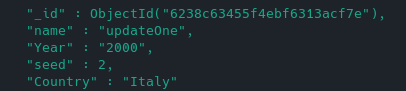 "_id" : ObjectId("6238c63455f4ebf6313acf7e"),
"name" : "updateOne",
"Year" : "2000",
"seed" : 2,
"Country" : "Italy"